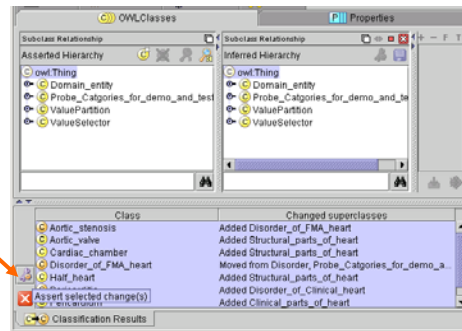 OWLClasses
Properties
Subclass Relationship
Asserted Hierarchy
owl:Thing
Domain_entity
Probe_Catgories_for_demo_and_test
ValuePartition
ValueSelector
Subclass Relationship
Inferred Hierarchy
owl:Thing
Domain_entity
Probe_Catgories_for_demo_and_te
ValuePartition
ValueSelector
+ - F T
Class Changed superclasses
Aortic_stenosis Added Disorder_of_FMA_heart
Aortic_valve Added Structural_parts_of_heart
Cardiac_chamber Added Structural_parts_of_heart
Disorder_of_FMA_heart Moved from Disorder, Probe_Catgories_for_demo_a...
Half_heart Added Structural_parts_of_heart
Added Disorder_of_Clinical_heart
Assert selected change(s)
Added Clinical_parts_of_heart
Classification Results